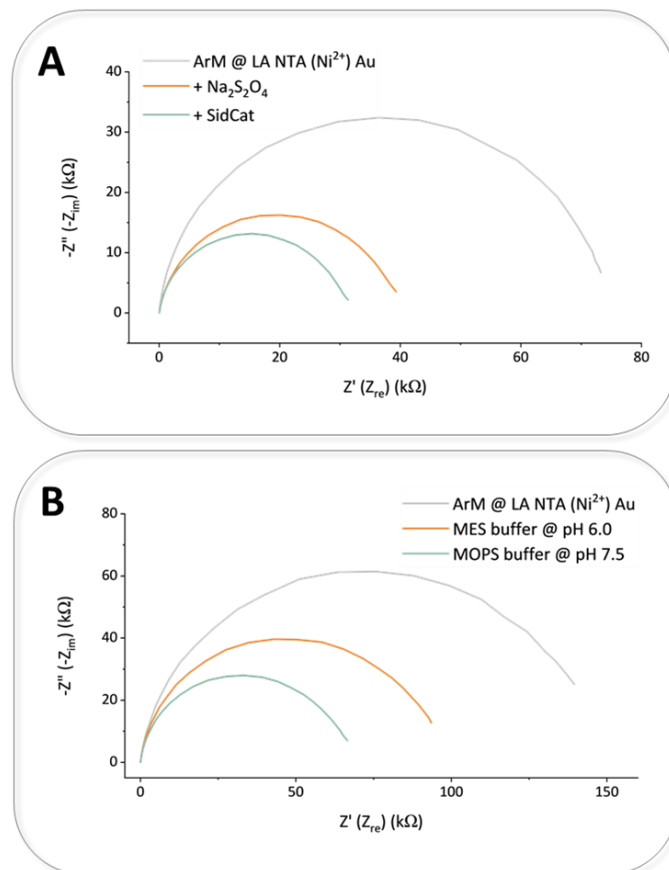 A
ArM @ LA NTA (Ni²⁺) Au
+ Na₂S₂O₄
+ SidCat
40
30
20
10
0
-Z'' (-Zᵢₘ) (kΩ)
0 20 40 60 80
Z' (Zᵣₑ) (kΩ)
B
ArM @ LA NTA (Ni²⁺) Au
MES buffer @ pH 6.0
MOPS buffer @ pH 7.5
80
60
40
20
0
-Z'' (-Zᵢₘ) (kΩ)
0 50 100 150
Z' (Zᵣₑ) (kΩ)